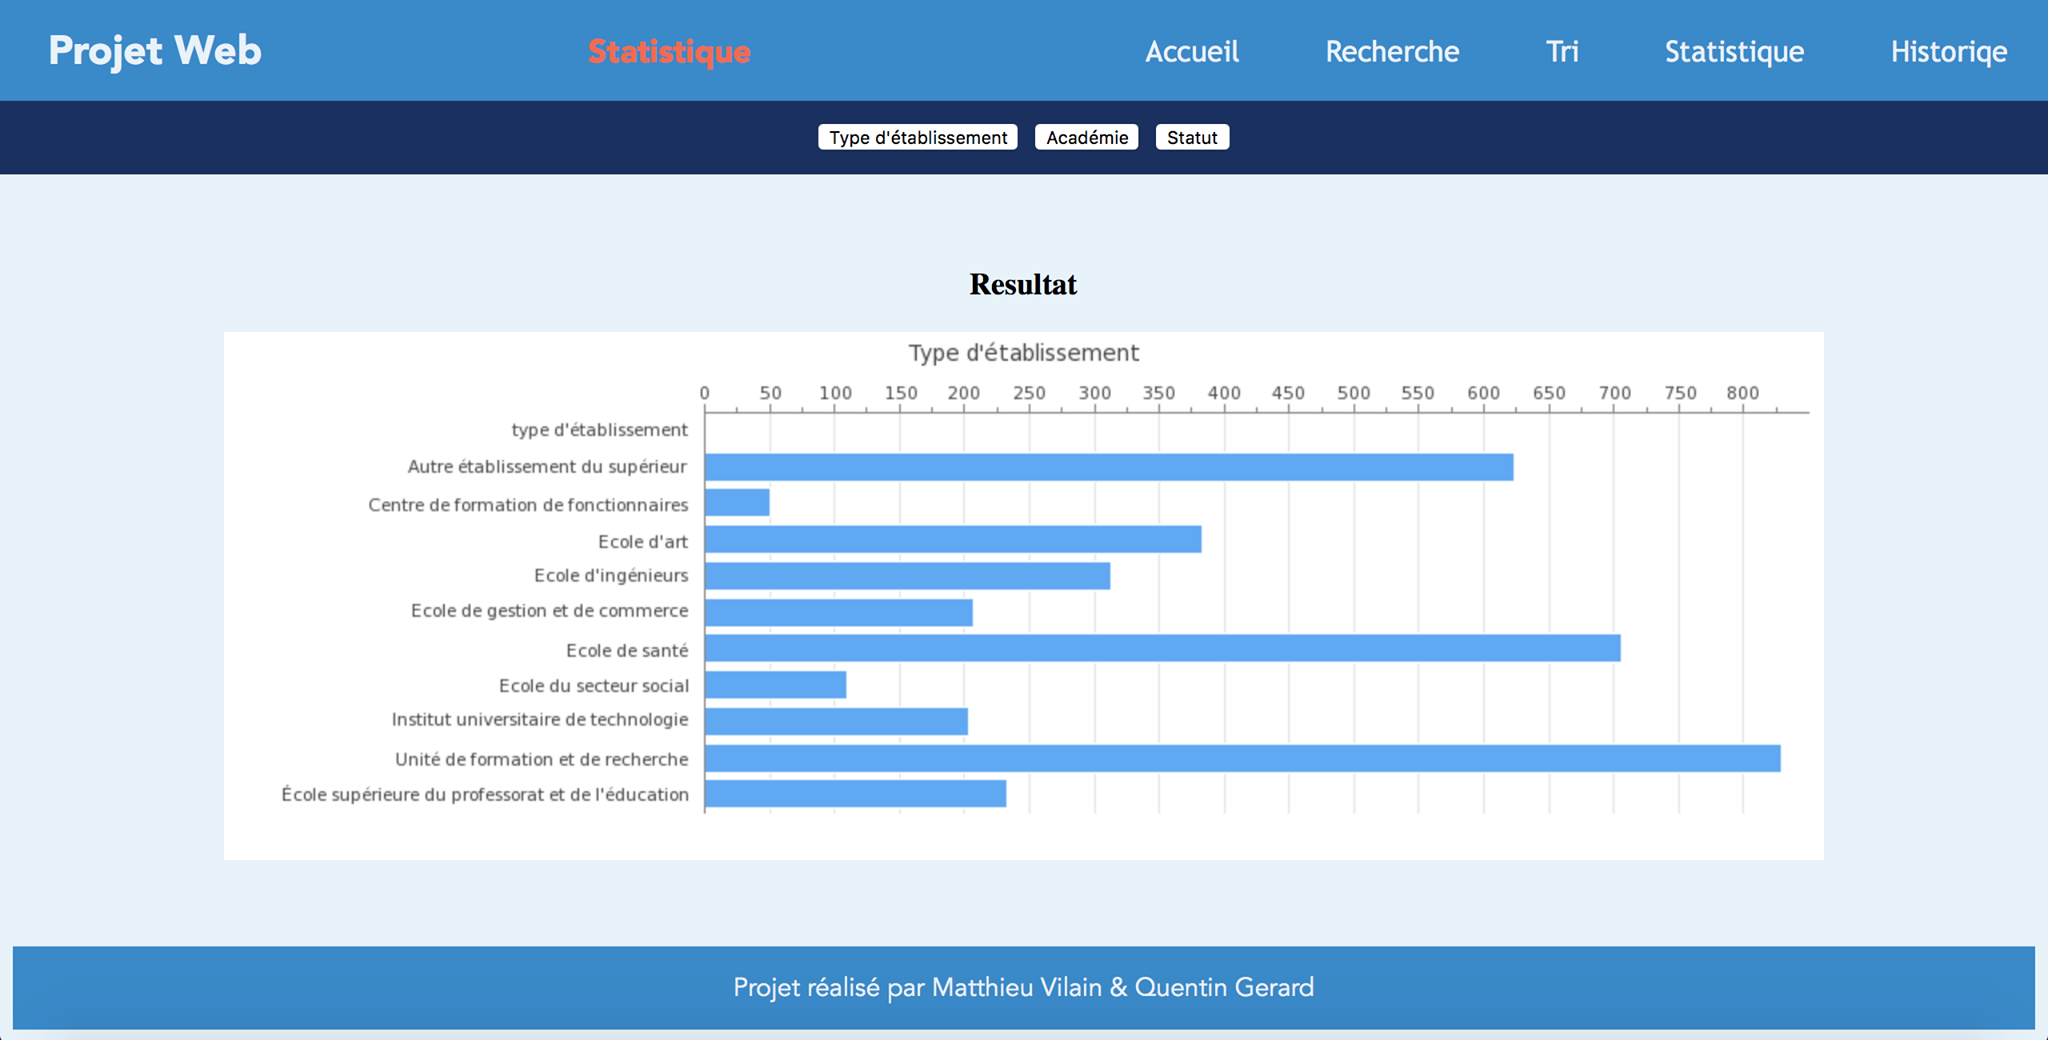 Projet Web Statistique Accueil Recherche Tri Statistique Historiqe
Type d'établissement Académie Statut
Resultat
Type d'établissement
0 50 100 150 200 250 300 350 400 450 500 550 600 650 700 750 800
type d'établissement
Autre établissement du supérieur
Centre de formation de fonctionnaires
Ecole d'art
Ecole d'ingénieurs
Ecole de gestion et de commerce
Ecole de santé
Ecole du secteur social
Institut universitaire de technologie
Unité de formation et de recherche
École supérieure du professorat et de l'éducation
Projet réalisé par Matthieu Vilain & Quentin Gerard